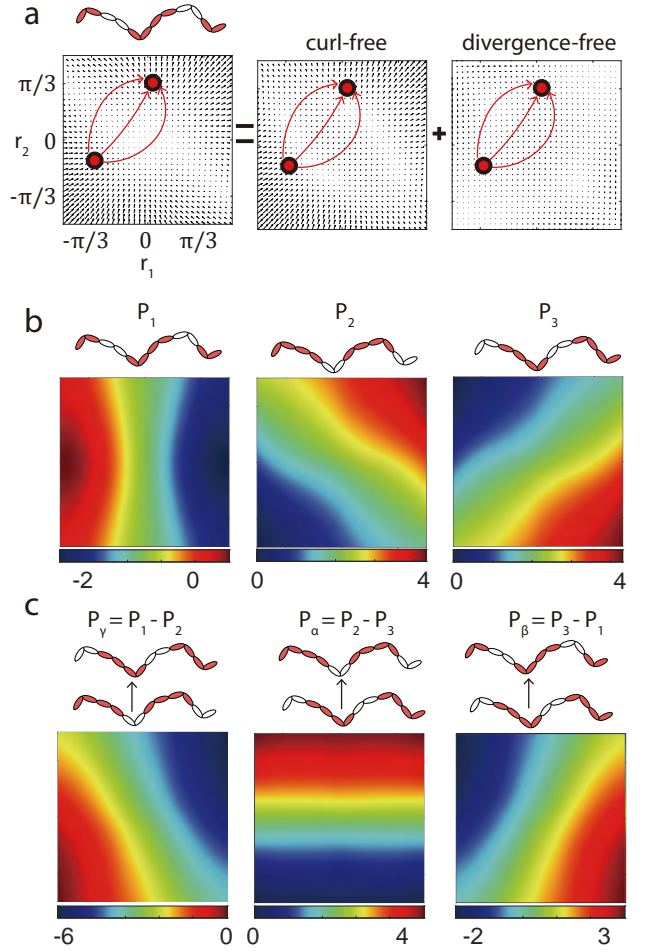 a
curl-free divergence-free
π/3
r₂ 0
-π/3
= +
-π/3 0 π/3
r₁
b
P₁ P₂ P₃
-2 0 0 4 0 4
c
Pᵧ = P₁ - P₂ Pα = P₂ - P₃ Pᵦ = P₃ - P₁
-6 0 0 4 -2 3